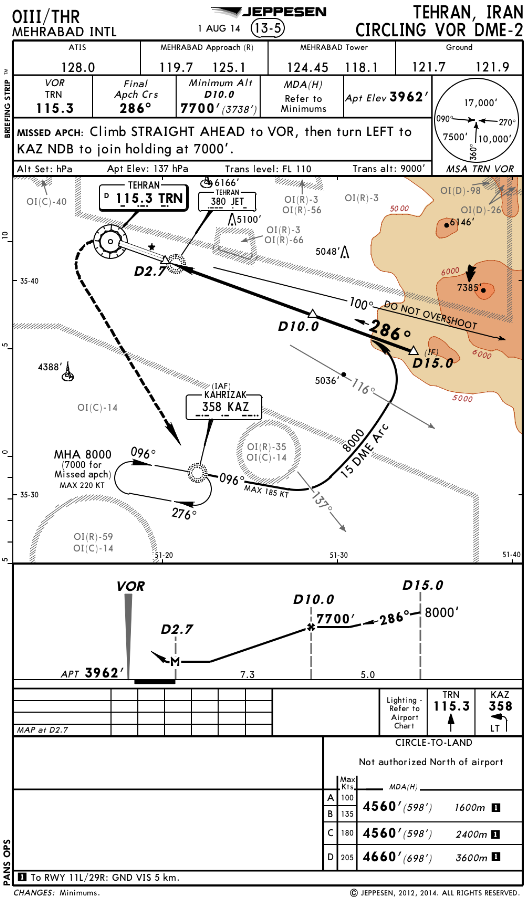 OIII/THR
MEHRABAD INTL
JEPPESEN
1 AUG 14 13-5
TEHRAN, IRAN
CIRCLING VOR DME-2
BRIEFING STRIP TM
ATIS
128.0
MEHRABAD Approach (R)
119.7 125.1
MEHRABAD Tower
124.45 118.1
Ground
121.7 121.9
VOR
TRN
115.3
Final
Apch Crs
286°
Minimum Alt
D10.0
7700' (3738')
MDA(H)
Refer to
Minimums
Apt Elev 3962'
MISSED APCH: Climb STRAIGHT AHEAD to VOR, then turn LEFT to
KAZ NDB to join holding at 7000'.
Alt Set: hPa Apt Elev: 137 hPa Trans level: FL 110 Trans alt: 9000'
17,000'
090° 270°
7500' 10,000'
360°
MSA TRN VOR
OI(C)-40
TEHRAN
D 115.3 TRN
6166'
TEHRAN
380 JET
5100'
OI(R)-3
OI(R)-56
OI(R)-3
OI(R)-66
OI(D)-98
OI(D)-26
5000
6146'
5048'
6000
7385'
35-40
D2.7
100° DO NOT OVERSHOOT
D10.0
286°
(IF)
D15.0
6000
5000
5036'
116°
4388'
OI(C)-14
(IAF)
KAHRIZAK
358 KAZ
8000
15 DME Arc
OI(R)-35
OI(C)-14
MHA 8000
(7000 for
Missed apch)
MAX 220 KT
096°
096°
MAX 185 KT
276°
137°
35-30
OI(R)-59
OI(C)-14
10
5
0
5
51-20 51-30 51-40
VOR
D2.7
D10.0
D15.0
7700'
286°
8000'
M
APT 3962'
7.3 5.0
MAP at D2.7
Lighting -
Refer to
Airport
Chart
TRN
115.3
KAZ
358
LT
CIRCLE-TO-LAND
Not authorized North of airport
Max
Kts
MDA(H)
A 100
B 135
4560' (598') 1600m 1
C 180 4560' (598') 2400m 1
D 205 4660' (698') 3600m 1
PANS OPS
1 To RWY 11L/29R: GND VIS 5 km.
CHANGES: Minimums.
© JEPPESEN, 2012, 2014. ALL RIGHTS RESERVED.